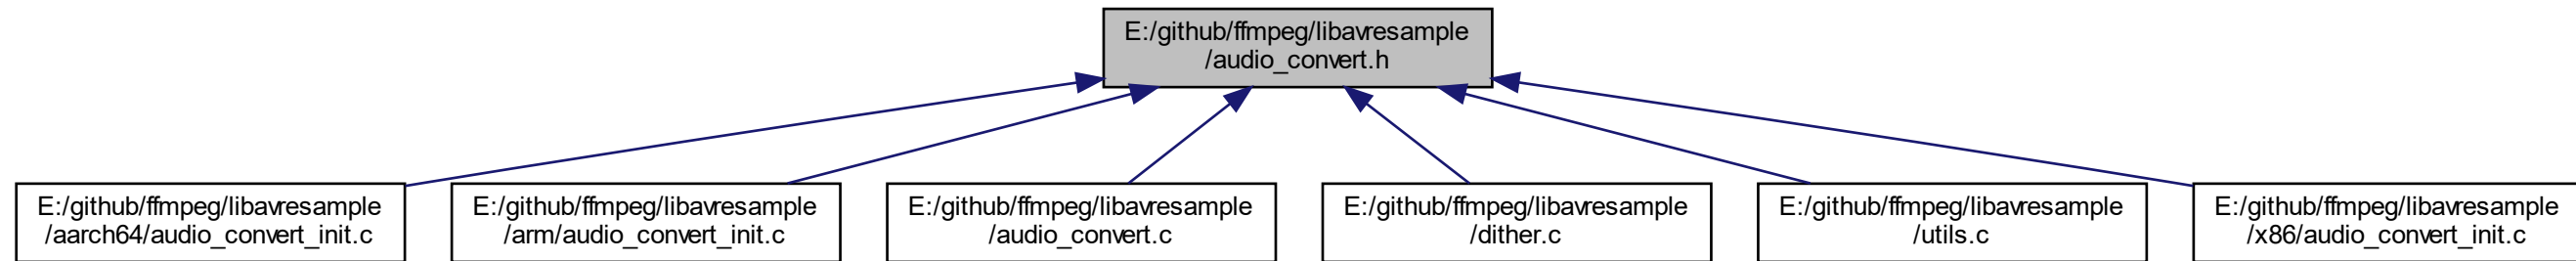 E:/github/ffmpeg/libavresample
/audio_convert.h
E:/github/ffmpeg/libavresample
/aarch64/audio_convert_init.c
E:/github/ffmpeg/libavresample
/arm/audio_convert_init.c
E:/github/ffmpeg/libavresample
/audio_convert.c
E:/github/ffmpeg/libavresample
/dither.c
E:/github/ffmpeg/libavresample
/utils.c
E:/github/ffmpeg/libavresample
/x86/audio_convert_init.c